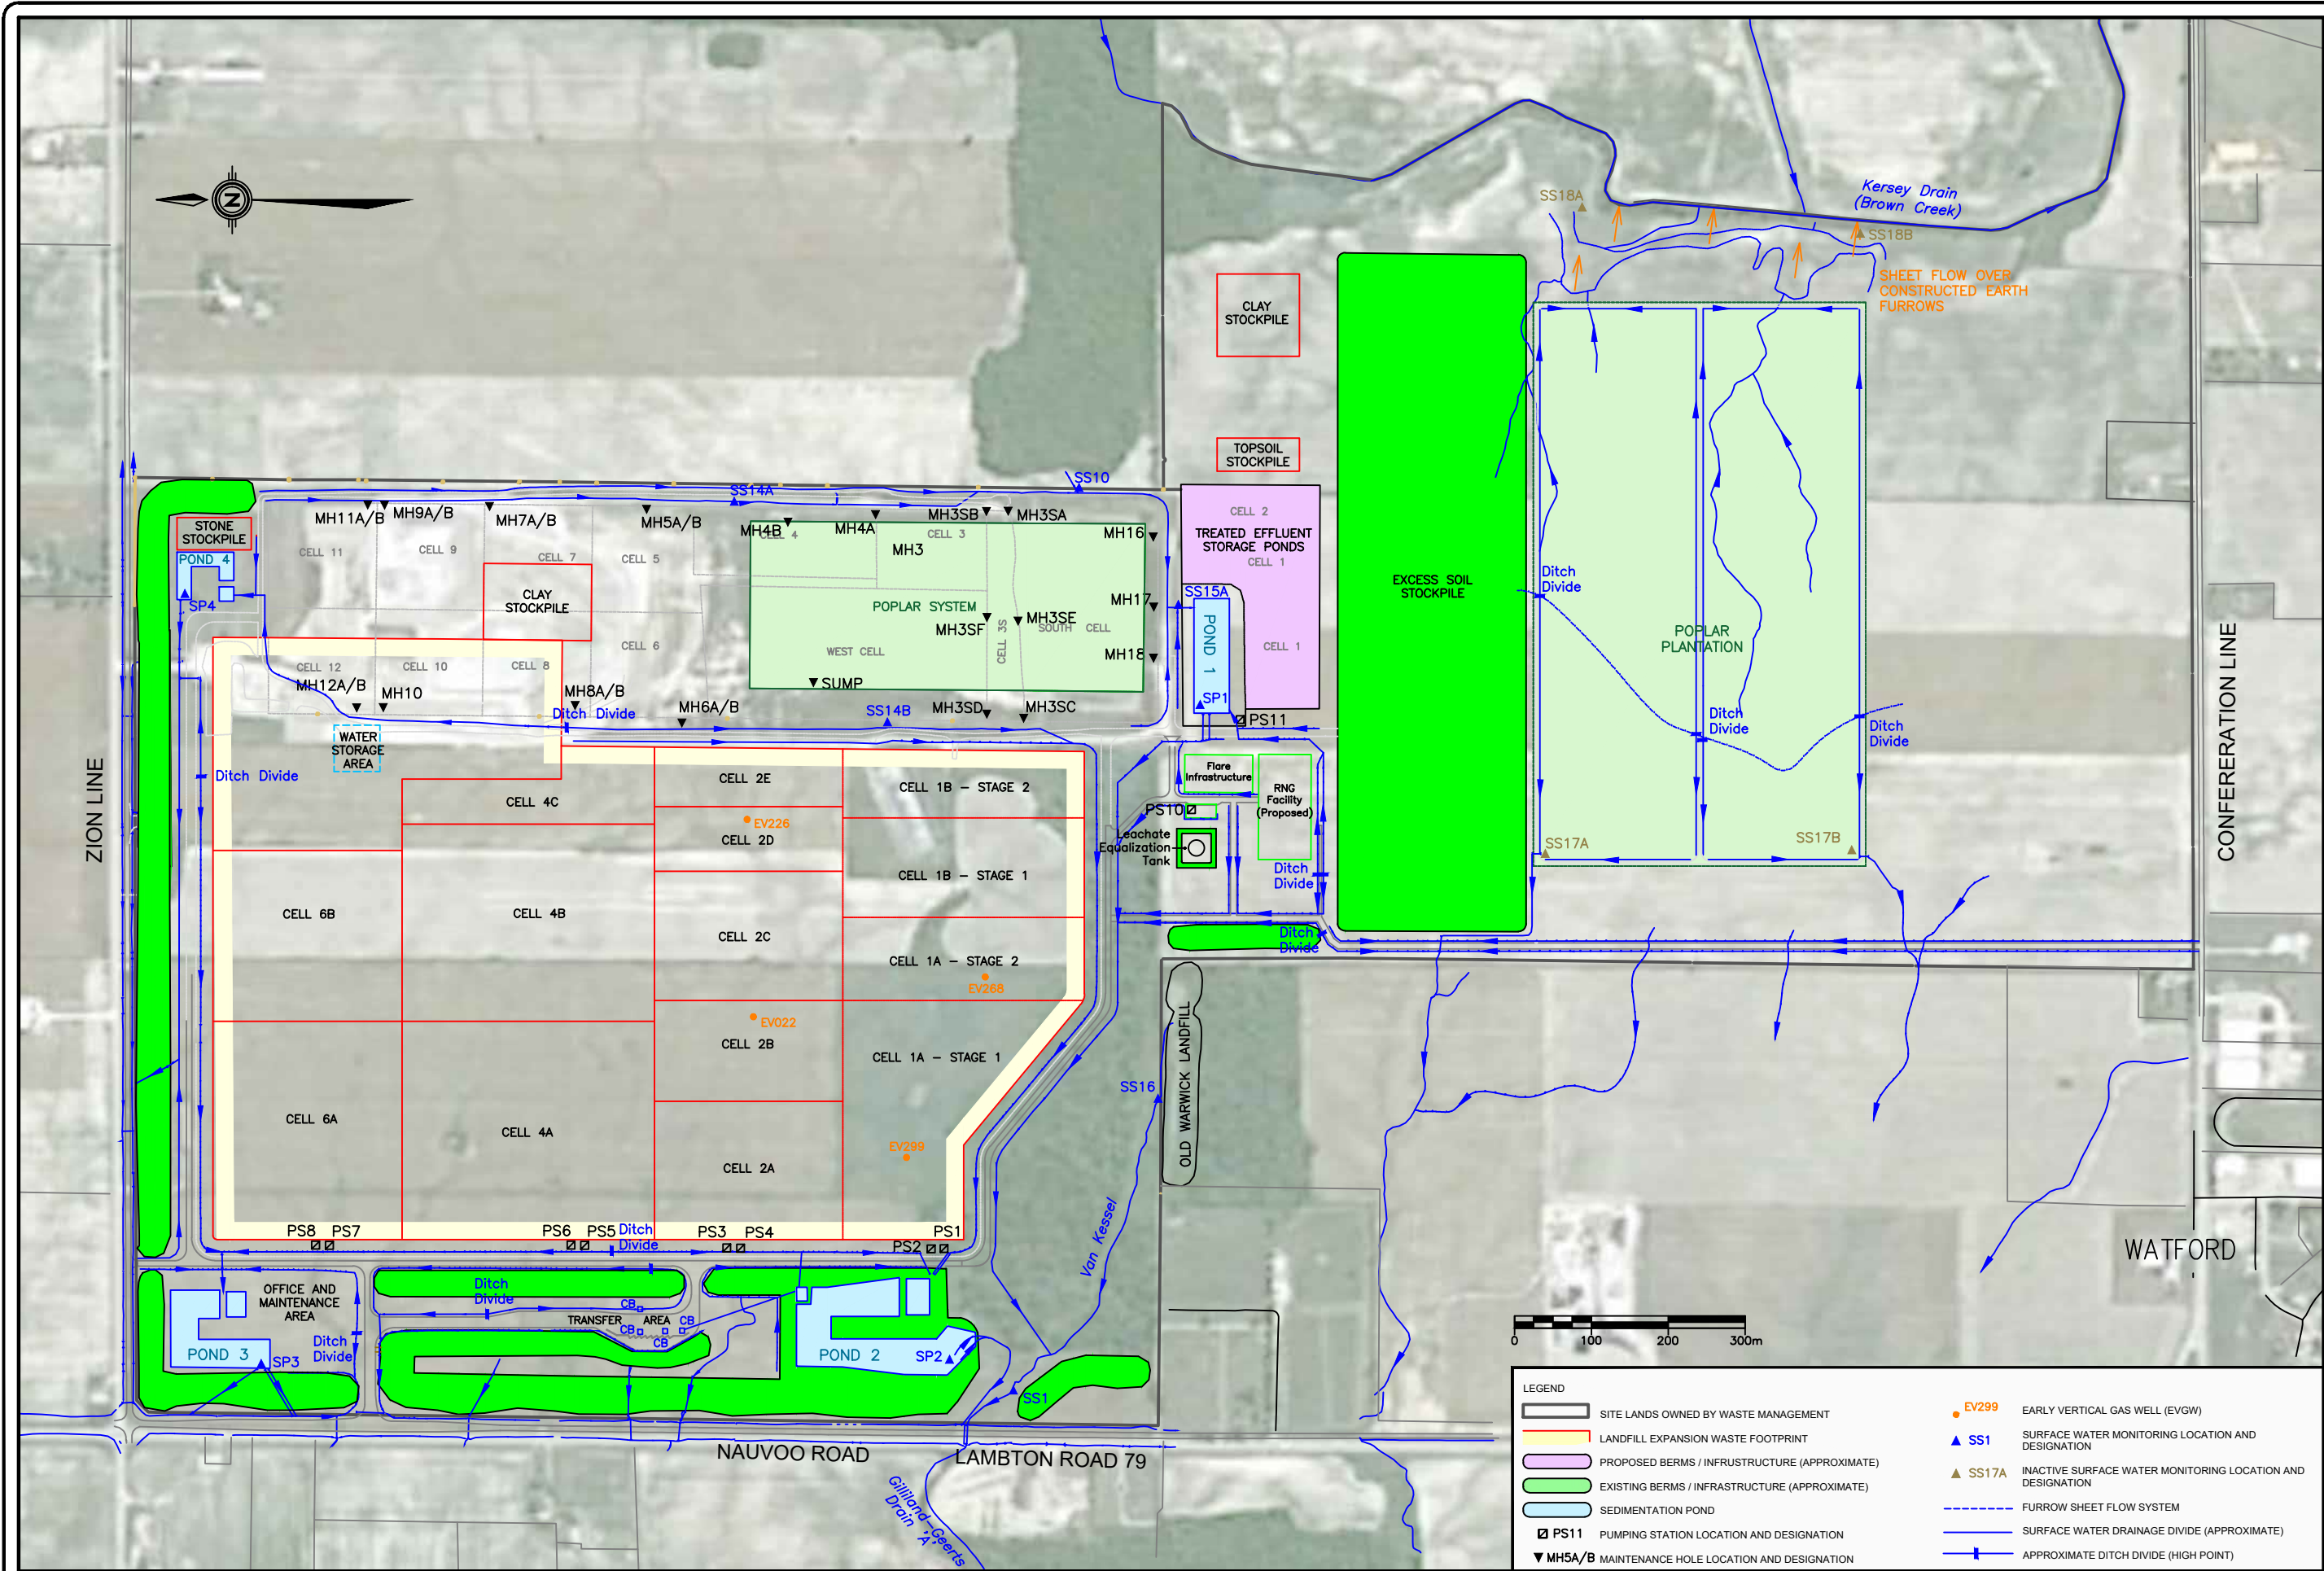 Kersey Drain
(Brown Creek)
SS18A
SS18B
SHEET FLOW OVER
CONSTRUCTED EARTH
FURROWS
N
CLAY
STOCKPILE
TOPSOIL
STOCKPILE
SS10
SS14A
MH11A/B
MH9A/B
MH7A/B
MH5A/B
MH4B
MH4A
MH3SB
MH3SA
MH16
STONE
STOCKPILE
POND 4
SP4
CELL 11
CELL 9
CELL 7
CELL 5
CELL 4
CELL 3
MH3
CELL 2
TREATED EFFLUENT
STORAGE PONDS
CELL 1
CLAY
STOCKPILE
POPLAR SYSTEM
MH17
SS15A
MH3SF
MH3SE
CELL 3S
SOUTH CELL
WEST CELL
MH18
POND 1
CELL 1
SP1
PS11
EXCESS SOIL
STOCKPILE
Ditch
Divide
POPLAR
PLANTATION
Ditch
Divide
Ditch
Divide
CELL 12
CELL 10
CELL 8
CELL 6
MH12A/B
MH10
MH8A/B
MH6A/B
SUMP
SS14B
MH3SD
MH3SC
Ditch Divide
WATER
STORAGE
AREA
Ditch Divide
ZION LINE
CONFERERATION LINE
CELL 2E
CELL 1B - STAGE 2
CELL 4C
EV226
CELL 2D
Flare
Infrastructure
RNG
Facility
(Proposed)
PS10
Leachate
Equalization
Tank
SS17A
SS17B
CELL 1B - STAGE 1
Ditch
Divide
CELL 6B
CELL 4B
CELL 2C
Ditch
Divide
CELL 1A - STAGE 2
EV268
EV022
CELL 2B
CELL 1A - STAGE 1
OLD WARWICK LANDFILL
SS16
CELL 6A
CELL 4A
CELL 2A
EV299
Van Kessel
PS8
PS7
PS6
PS5
Ditch
Divide
PS3
PS4
PS1
PS2
WATFORD
OFFICE AND
MAINTENANCE
AREA
Ditch
Divide
CB
TRANSFER AREA
CB
CB
CB
Ditch
Divide
POND 3
SP3
POND 2
SP2
SS1
NAUVOO ROAD
LAMBTON ROAD 79
Gilliland-Geerts
Drain 'A'
0
100
200
300m
LEGEND
SITE LANDS OWNED BY WASTE MANAGEMENT
LANDFILL EXPANSION WASTE FOOTPRINT
PROPOSED BERMS / INFRUSTRUCTURE (APPROXIMATE)
EXISTING BERMS / INFRASTRUCTURE (APPROXIMATE)
SEDIMENTATION POND
PS11 PUMPING STATION LOCATION AND DESIGNATION
MH5A/B MAINTENANCE HOLE LOCATION AND DESIGNATION
EV299 EARLY VERTICAL GAS WELL (EVGW)
SS1 SURFACE WATER MONITORING LOCATION AND
DESIGNATION
SS17A INACTIVE SURFACE WATER MONITORING LOCATION AND
DESIGNATION
FURROW SHEET FLOW SYSTEM
SURFACE WATER DRAINAGE DIVIDE (APPROXIMATE)
APPROXIMATE DITCH DIVIDE (HIGH POINT)